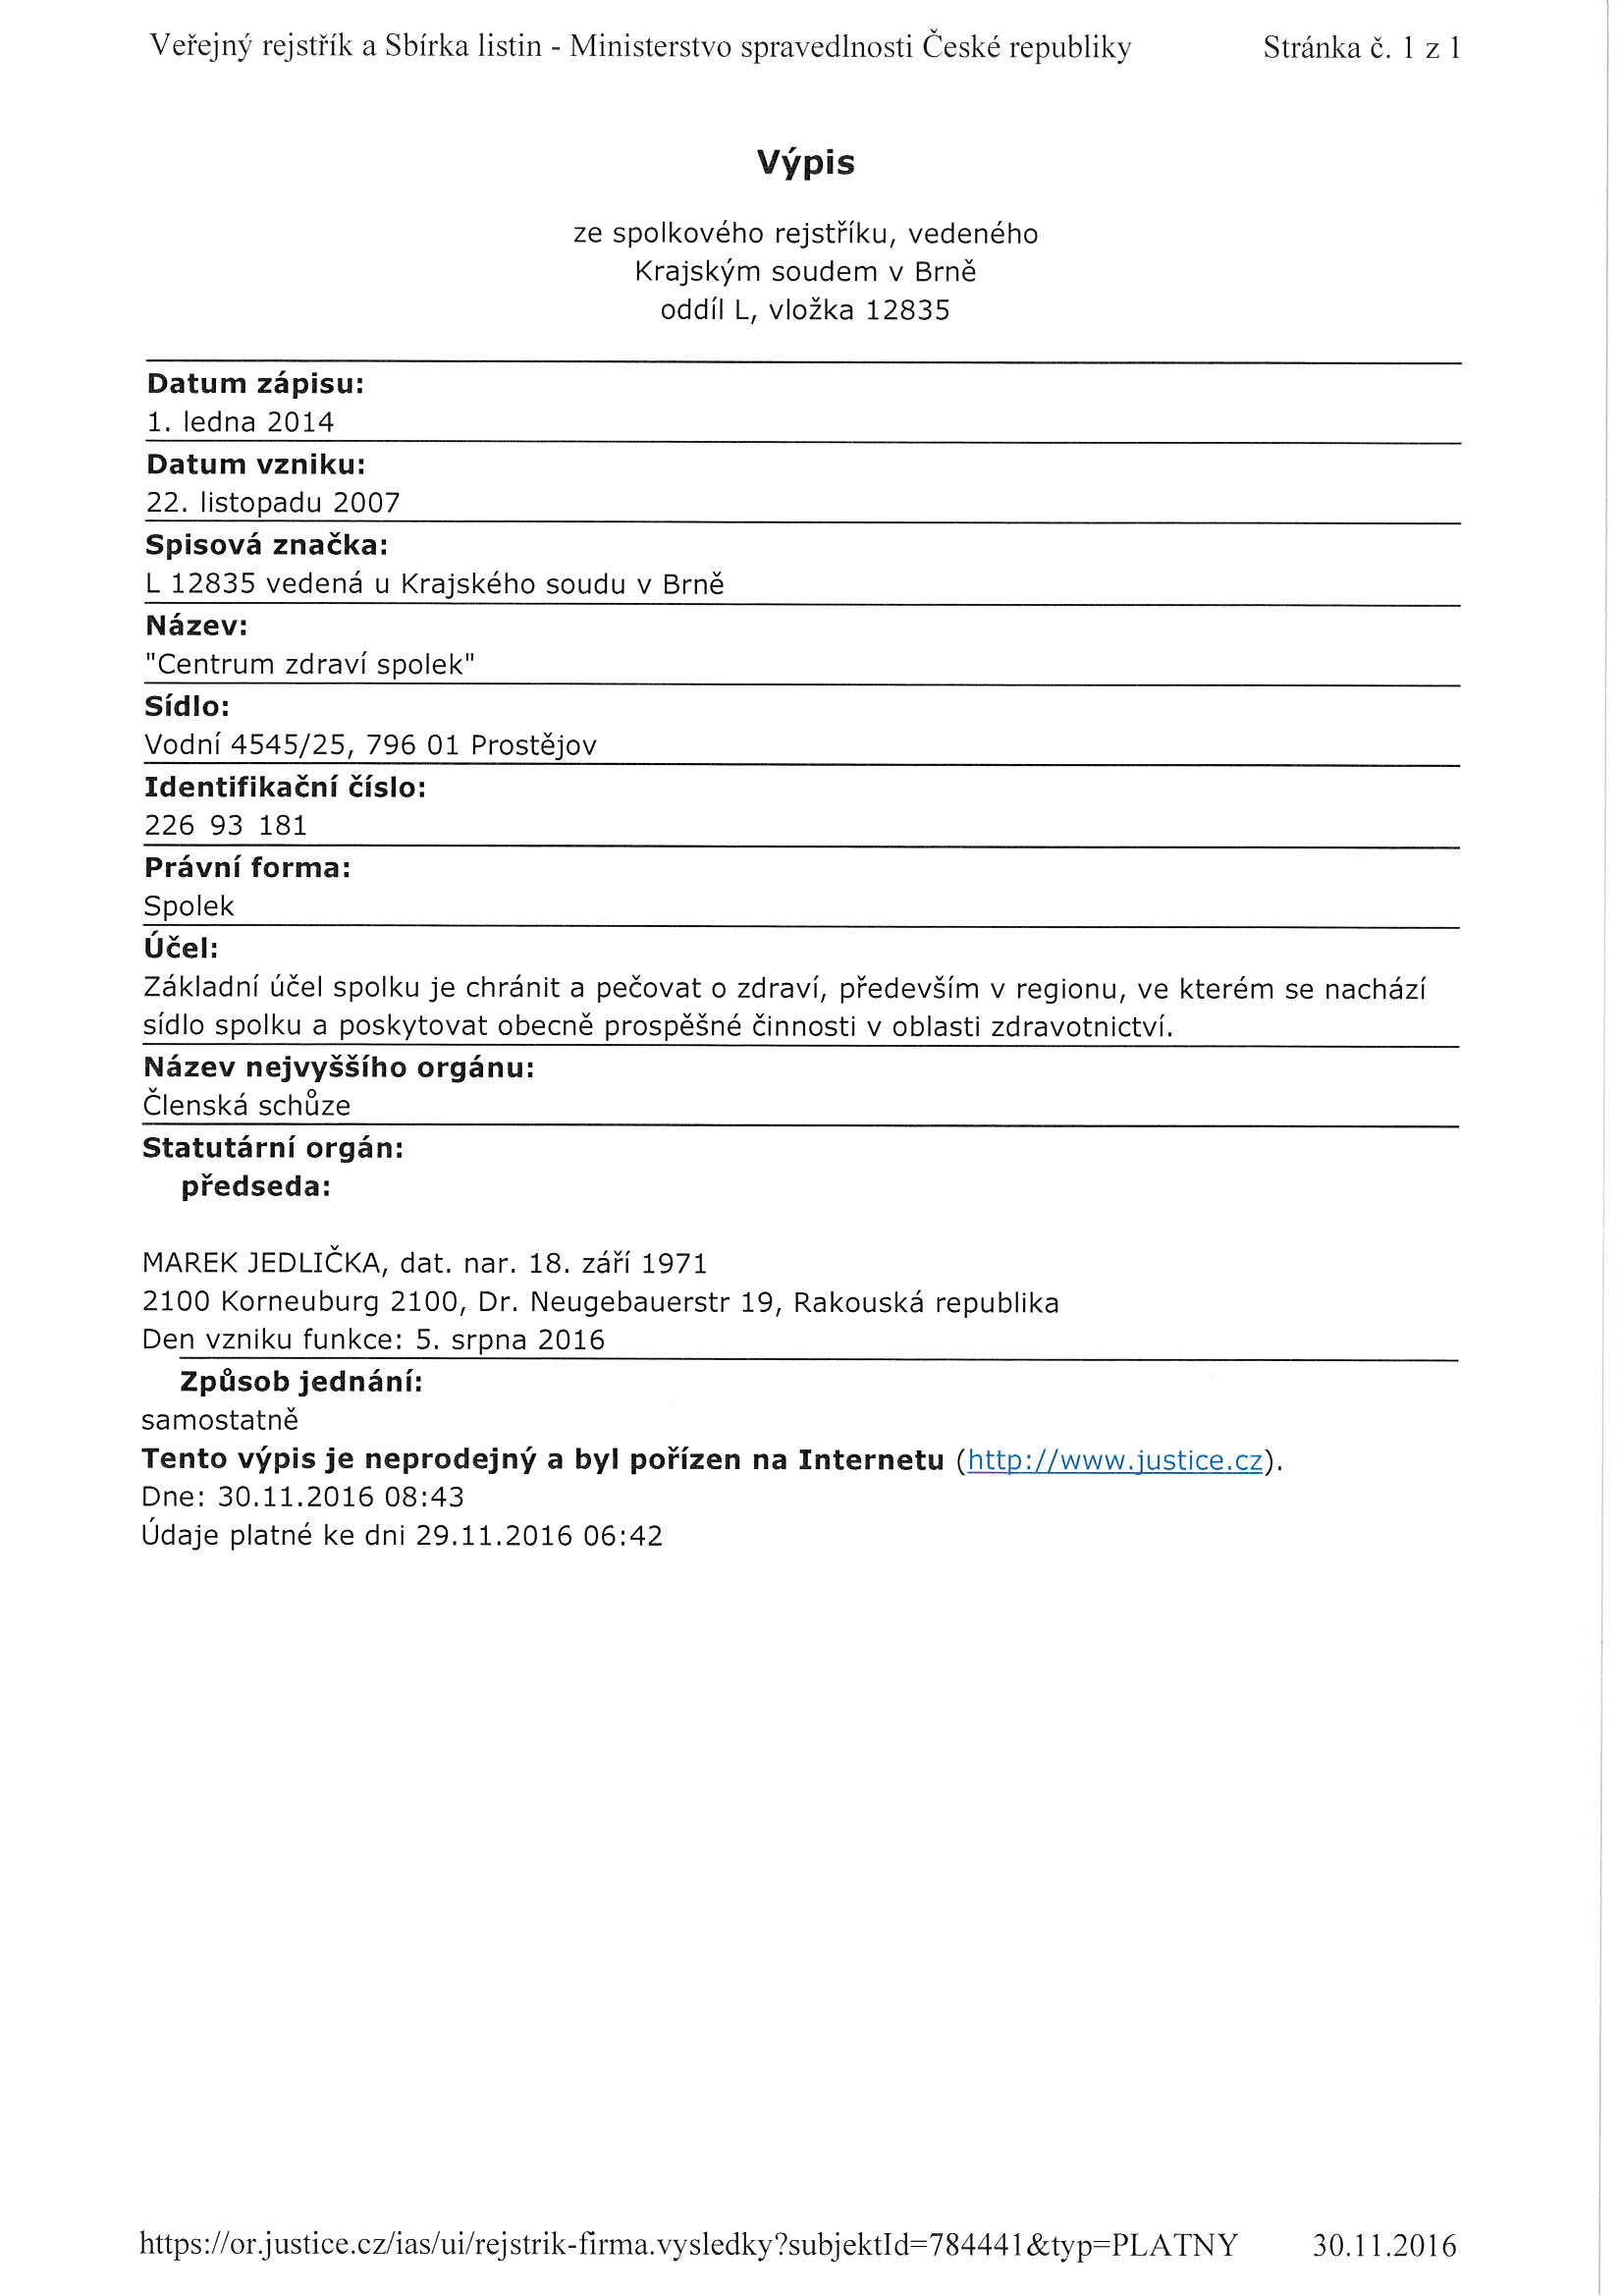 Veřejný rejstřík a Sbírka listin - Ministerstvo spravedlnosti České republiky Stránka č. 1 z 1
Výpis
ze spolkového rejstříku, vedeného
Krajským soudem v Brně
oddíl L, vložka 12835
Datum zápisu:
1. ledna 2014
Datum vzniku:
22. listopadu 2007
Spisová značka:
L 12835 vedená u Krajského soudu v Brně
Název:
"Centrum zdraví spolek"
Sídlo:
Vodní 4545/25, 796 01 Prostějov
Identifikační číslo:
226 93 181
Právní forma:
Spolek
Účel:
Základní účel spolku je chránit a pečovat o zdraví, především v regionu, ve kterém se nachází
sídlo spolku a poskytovat obecně prospěšné činnosti v oblasti zdravotnictví.
Název nejvyššího orgánu:
Členská schůze
Statutární orgán:
předseda:
MAREK JEDLIČKA, dat. nar. 18. září 1971
2100 Korneuburg 2100, Dr. Neugebauerstr 19, Rakouská republika
Den vzniku funkce: 5. srpna 2016
Způsob jednání:
samostatně
Tento výpis je neprodejný a byl pořízen na Internetu (http://www.justice.cz).
Dne: 30.11.2016 08:43
Údaje platné ke dni 29.11.2016 06:42
https://or.justice.cz/ias/ui/rejstrik-firma.vysledky?subjektId=784441&typ=PLATNY 30.11.2016